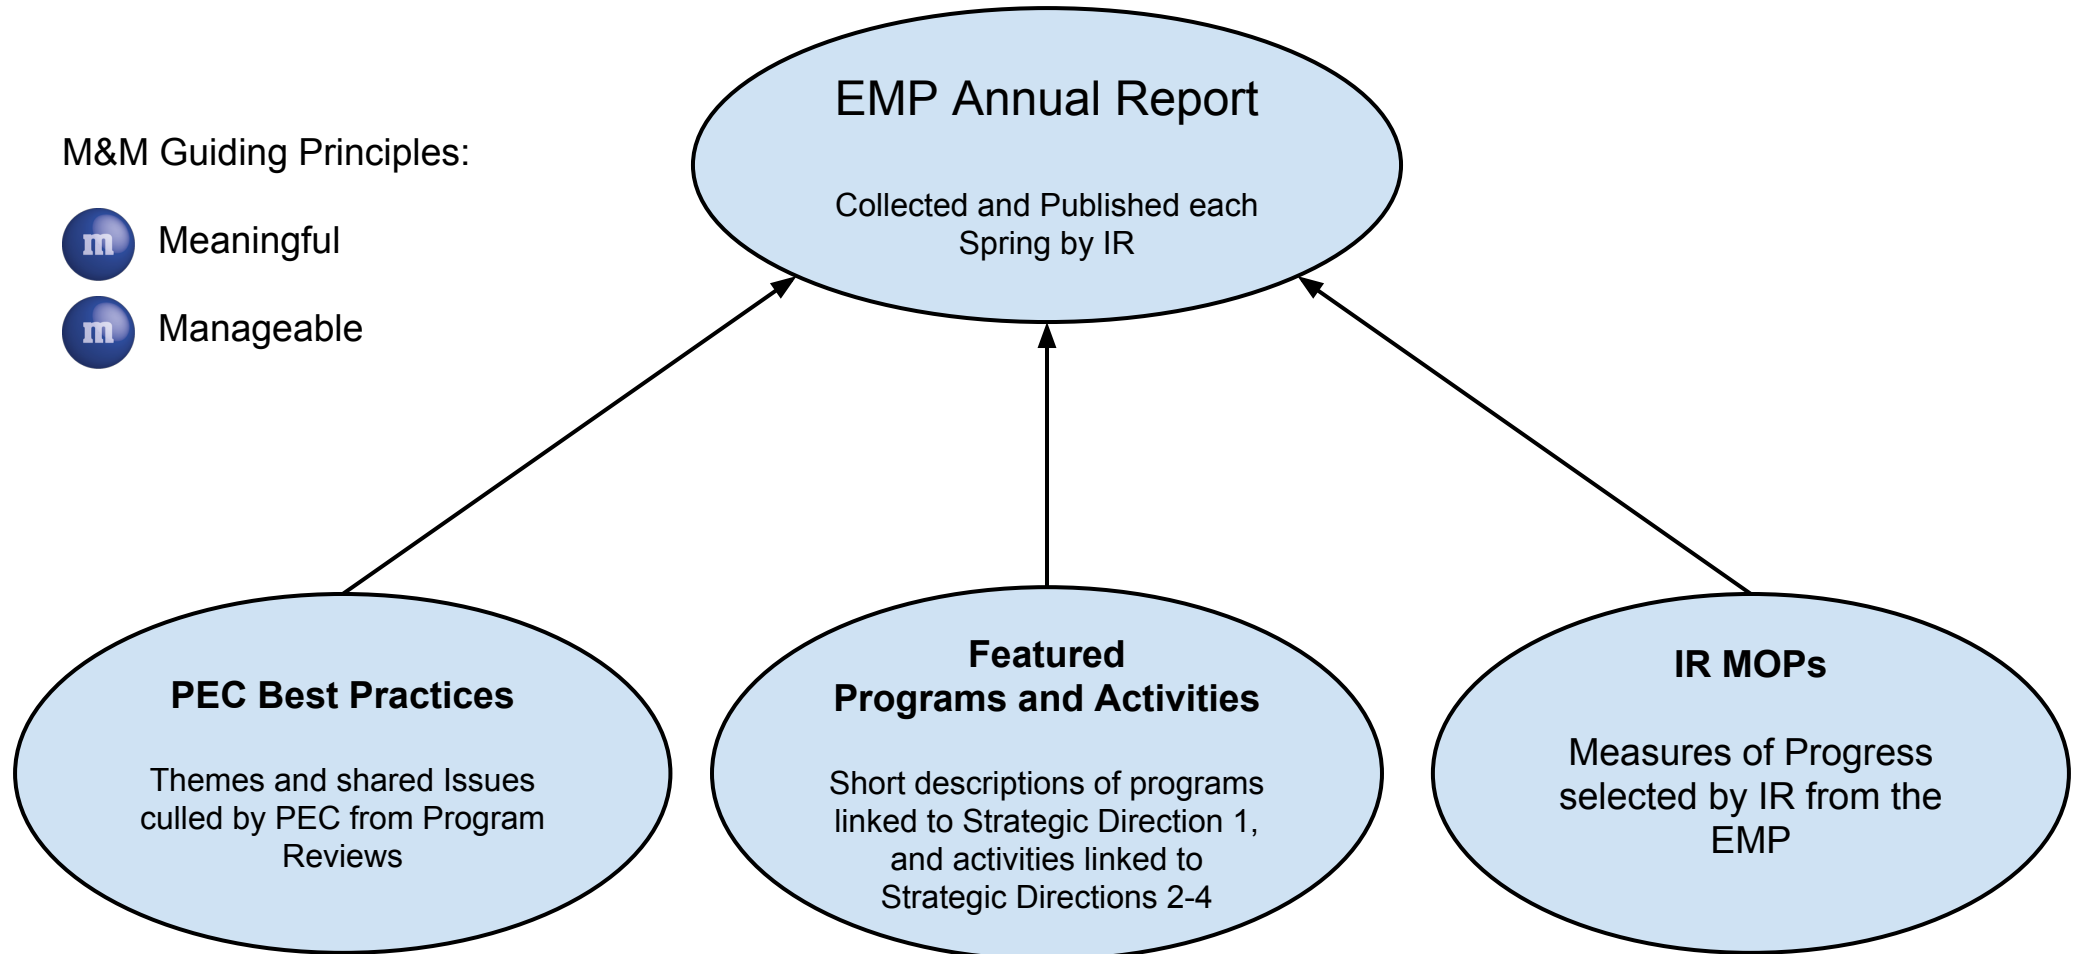 EMP Annual Report
Collected and Published each
Spring by IR
M&M Guiding Principles:
m Meaningful
m Manageable
PEC Best Practices
Themes and shared Issues
culled by PEC from Program
Reviews
Featured
Programs and Activities
Short descriptions of programs
linked to Strategic Direction 1,
and activities linked to
Strategic Directions 2-4
IR MOPs
Measures of Progress
selected by IR from the
EMP